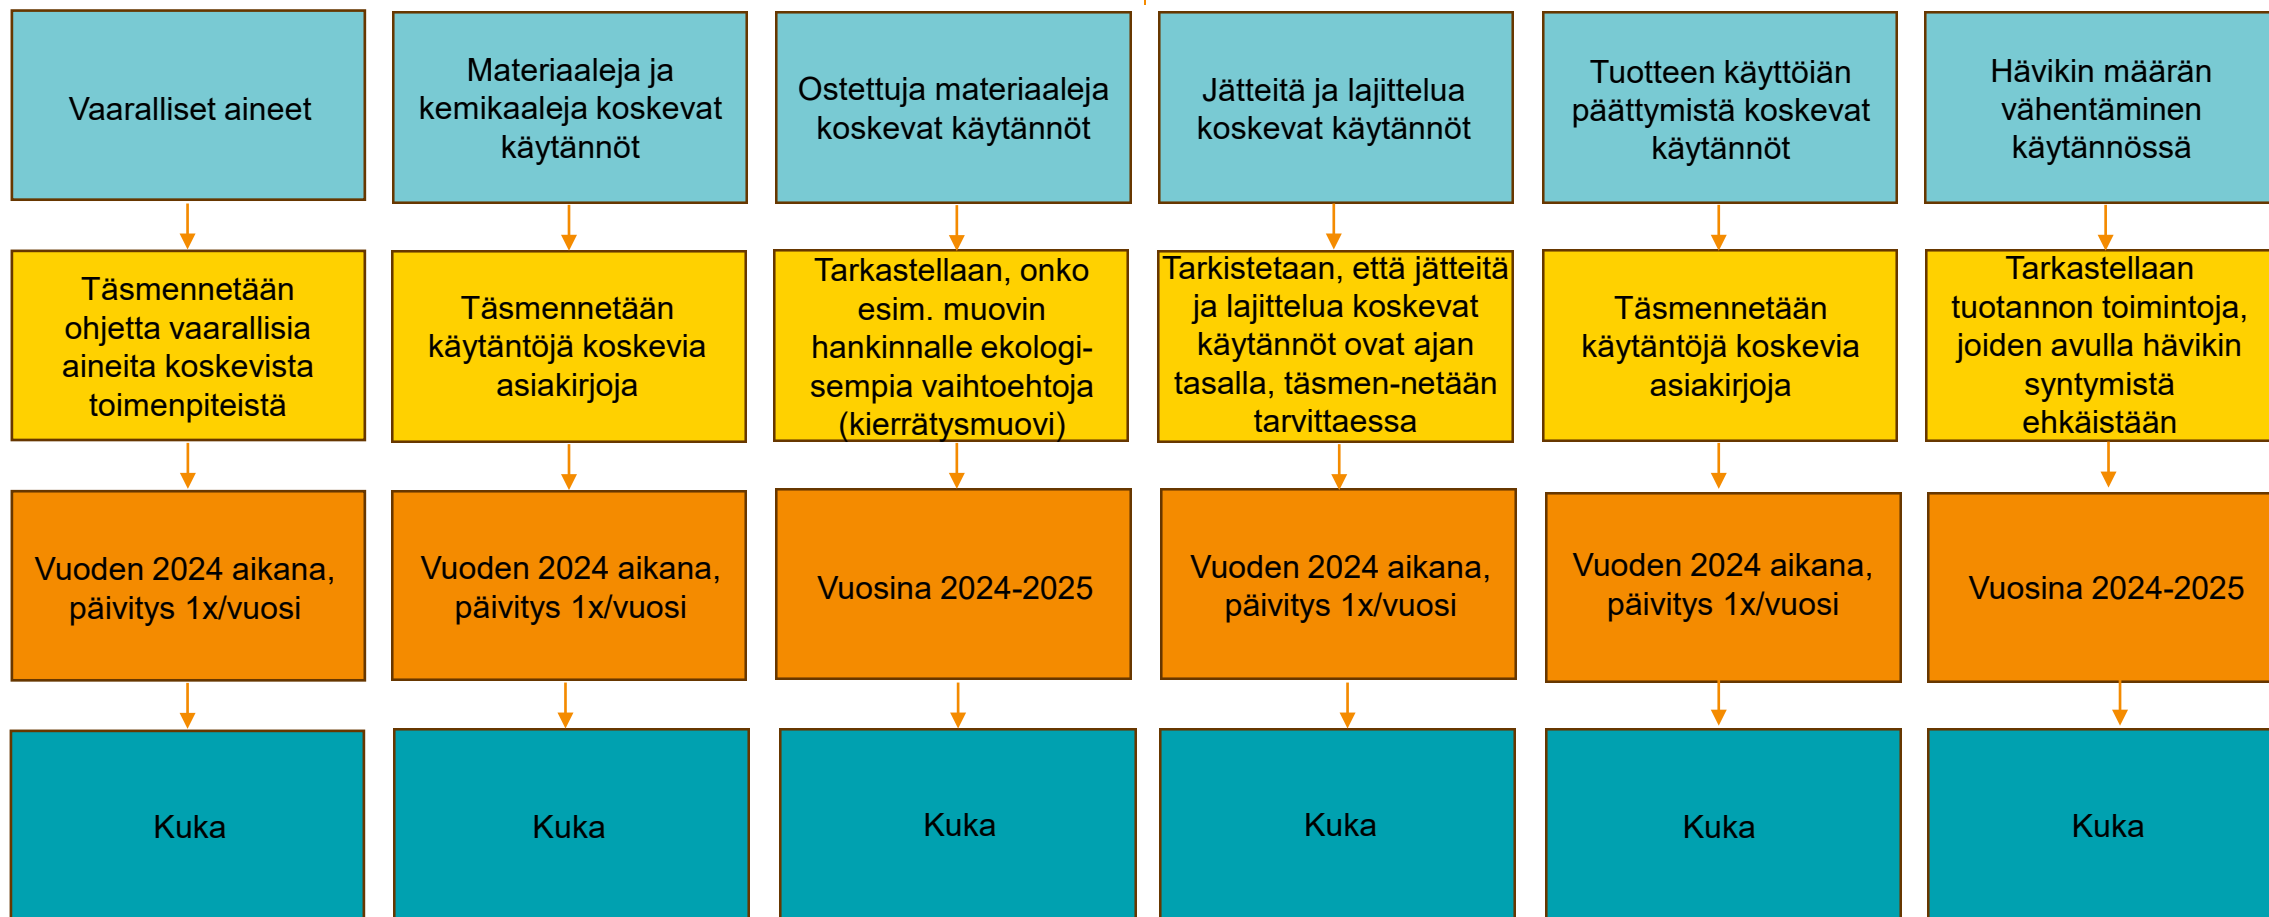 Vaaralliset aineet
Materiaaleja ja
kemikaaleja koskevat
käytännöt
Ostettuja materiaaleja
koskevat käytännöt
Jätteitä ja lajittelua
koskevat käytännöt
Tuotteen käyttöiän
päättymistä koskevat
käytännöt
Hävikin määrän
vähentäminen
käytännössä
Täsmennetään
ohjetta vaarallisia
aineita koskevista
toimenpiteistä
Täsmennetään
käytäntöjä koskevia
asiakirjoja
Tarkastellaan, onko
esim. muovin
hankinnalle ekologi-
sempia vaihtoehtoja
(kierrätysmuovi)
Tarkistetaan, että jätteitä
ja lajittelua koskevat
käytännöt ovat ajan
tasalla, täsmen-netään
tarvittaessa
Täsmennetään
käytäntöjä koskevia
asiakirjoja
Tarkastellaan
tuotannon toimintoja,
joiden avulla hävikin
syntymistä
ehkäistään
Vuoden 2024 aikana,
päivitys 1x/vuosi
Vuoden 2024 aikana,
päivitys 1x/vuosi
Vuosina 2024-2025
Vuoden 2024 aikana,
päivitys 1x/vuosi
Vuoden 2024 aikana,
päivitys 1x/vuosi
Vuosina 2024-2025
Kuka
Kuka
Kuka
Kuka
Kuka
Kuka